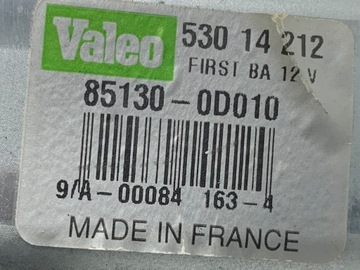 Valeo 530 14 212
FIRST BA 12 V
85130-0D010
9/A-00084 163-4
MADE IN FRANCE